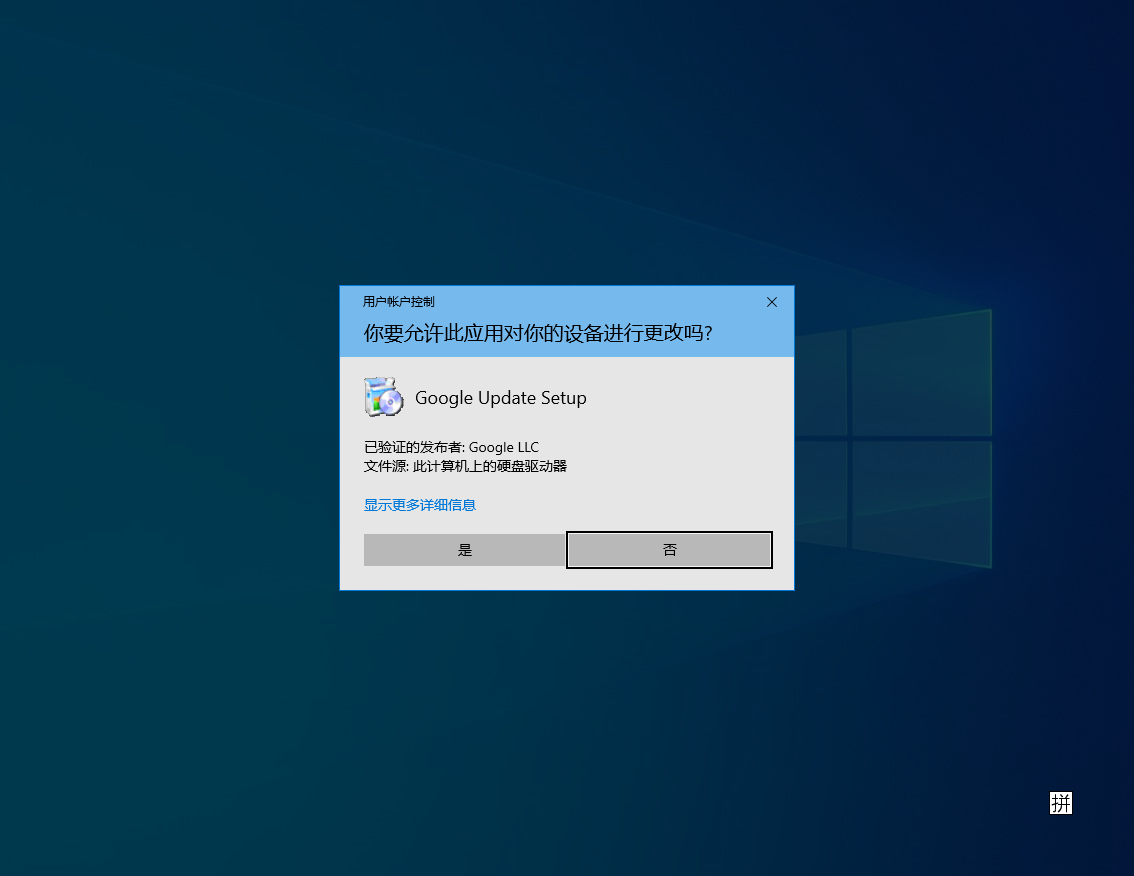 用户帐户控制
你要允许此应用对你的设备进行更改吗?
Google Update Setup
已验证的发布者: Google LLC
文件源: 此计算机上的硬盘驱动器
显示更多详细信息
是
否
拼